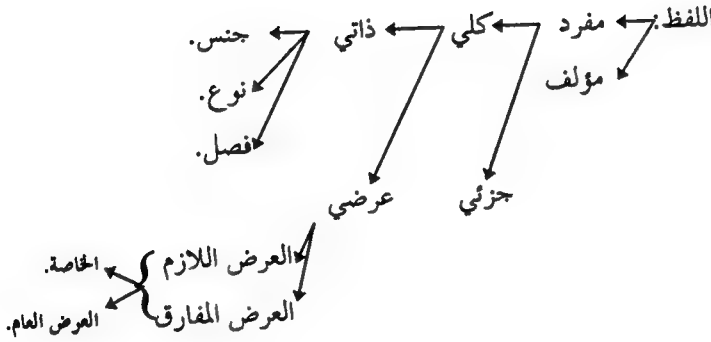 اللفظ: مفرد كلي ذاتي جنس.
مؤلف
نوع.
فصل.
جزئي
عرضي
العرض اللازم
الخاصة.
العرض المفارق
العرض العام.